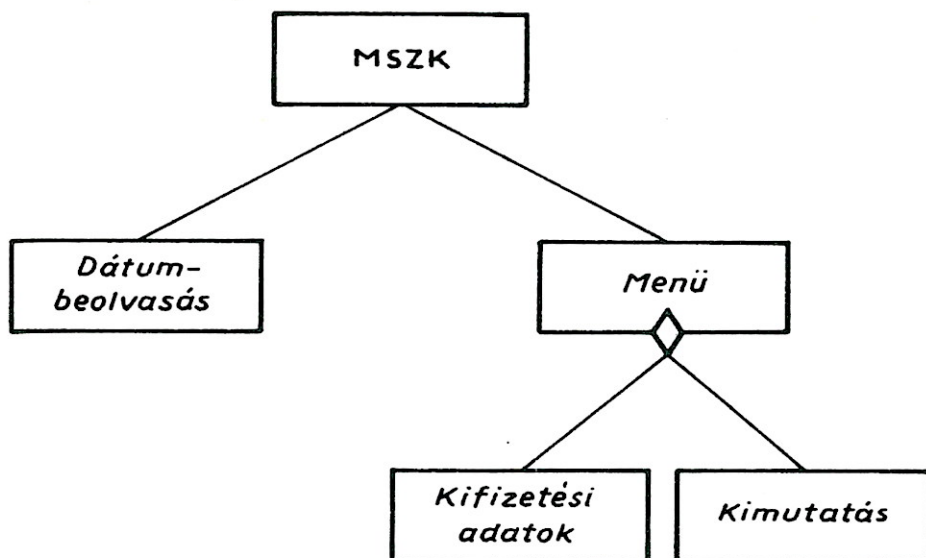 MSZK
Dátum-
beolvasás
Menü
Kifizetési
adatok
Kimutatás